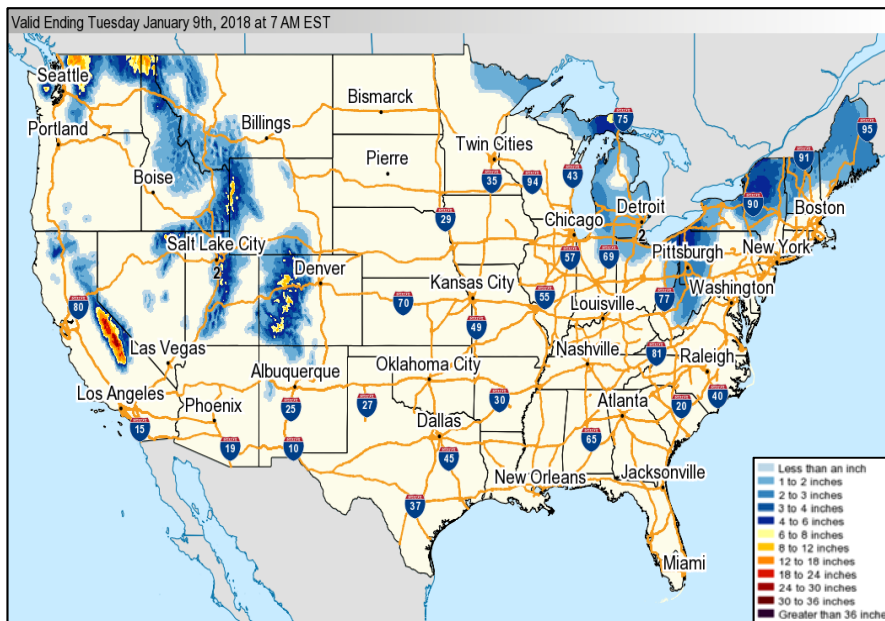 Valid Ending Tuesday January 9th, 2018 at 7 AM EST
Seattle
75
Bismarck
95
Portland
Billings
Twin Cities
91
Pierre
43
Boise
35
94
90
Boston
29
Chicago
Detroit
Salt Lake City
Pittsburgh
New York
Denver
57
69
2
Kansas City
Washington
80
70
55
Louisville
77
49
Las Vegas
Nashville
81
Raleigh
Albuquerque
Oklahoma City
Los Angeles
Phoenix
25
27
30
Atlanta
20
40
Dallas
15
19
10
45
65
New Orleans
Jacksonville
37
Miami
Less than an inch
1 to 2 inches
2 to 3 inches
3 to 4 inches
4 to 6 inches
6 to 8 inches
8 to 12 inches
12 to 18 inches
18 to 24 inches
24 to 30 inches
30 to 36 inches
Greater than 36 inche